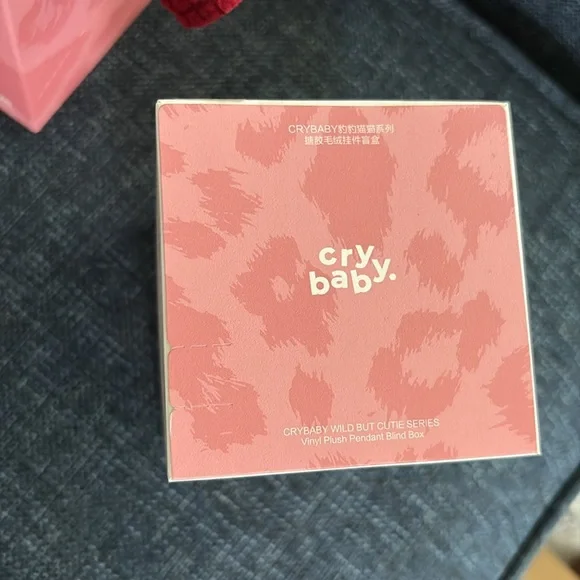 CRYBABY豹豹猫猫系列
搪胶毛绒挂件盲盒
cry
baby.
CRYBABY WILD BUT CUTIE SERIES
Vinyl Plush Pendant Blind Box